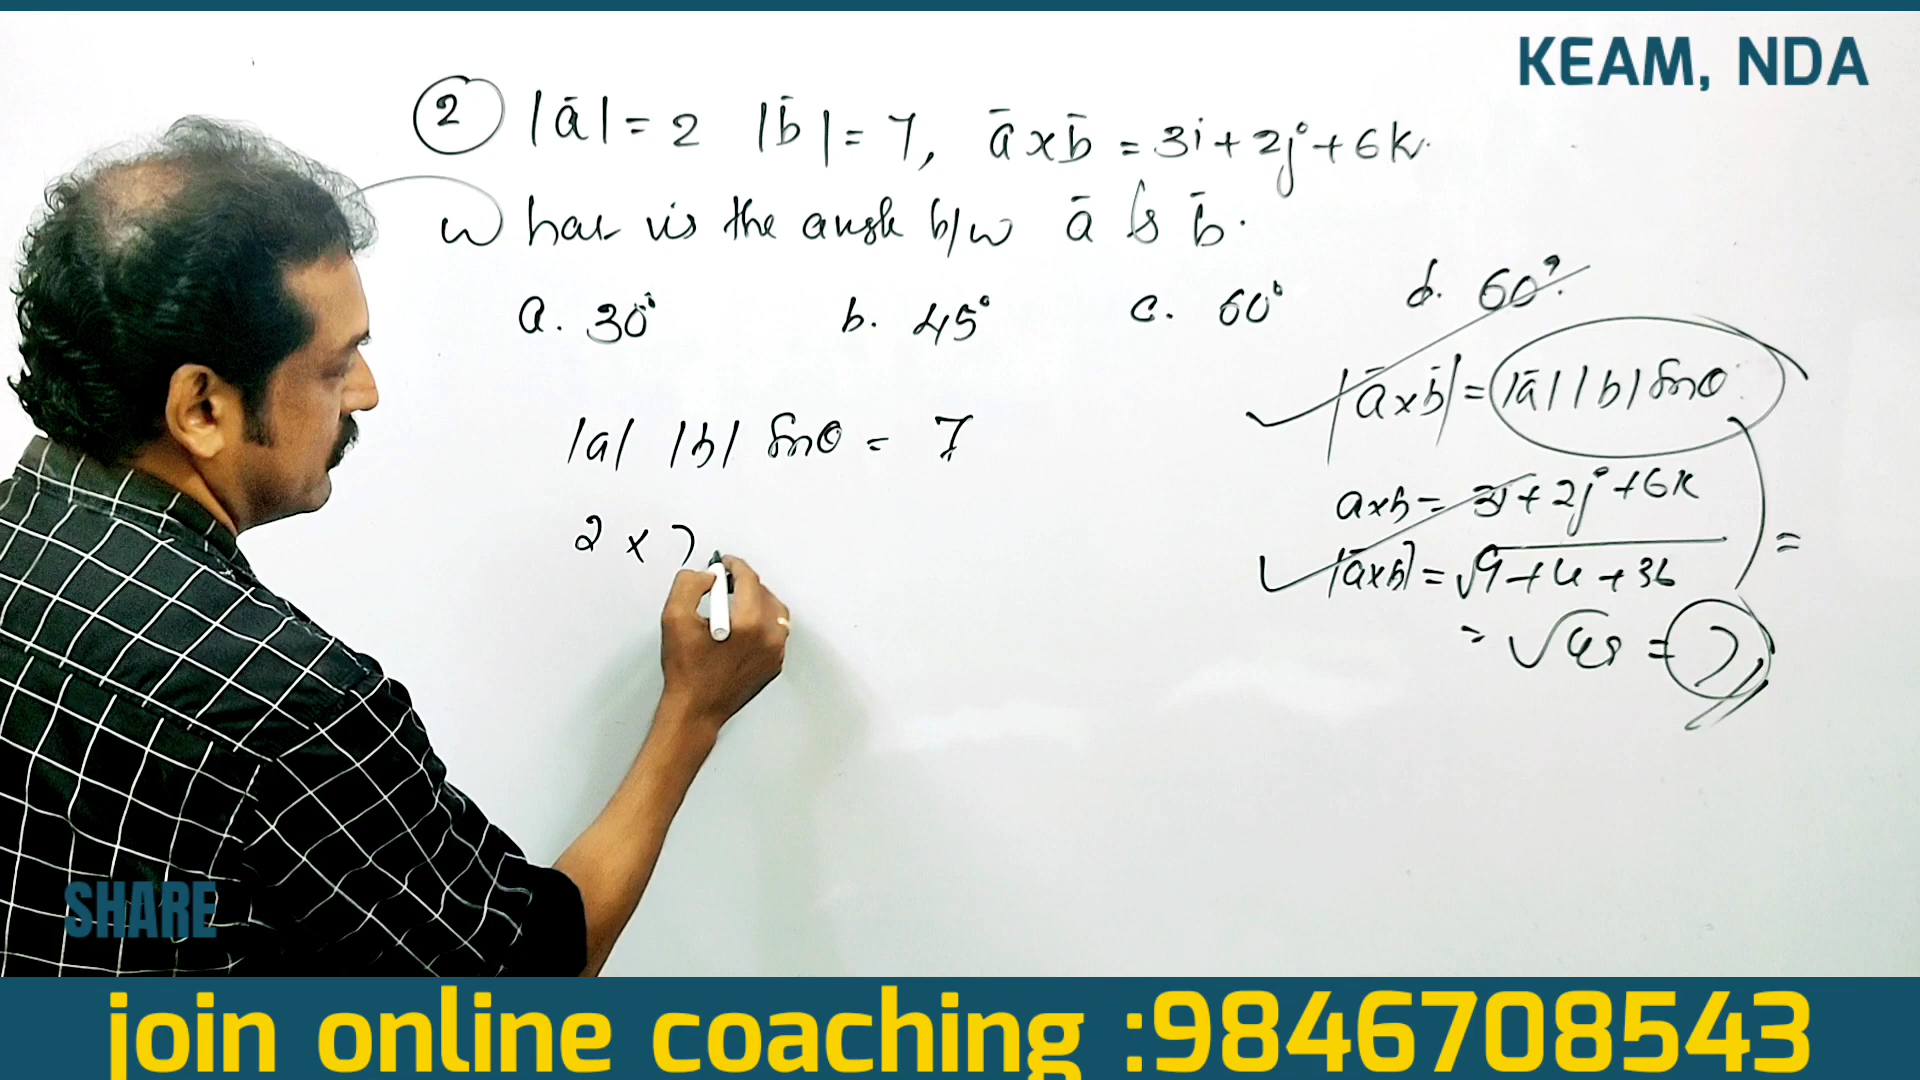 KEAM, NDA
② |ā| = 2 |b̄| = 7, ā x b̄ = 3i + 2j + 6k.
What is the angle b/w ā & b̄.
a. 30° b. 45° c. 60° d. 60°.
|ā x b̄| = |ā| |b| sinθ
|a| |b| sinθ = 7
a x b = 3i + 2j + 6k
2 x 7
|ā x b| = √9 + 4 + 36
=
= √49 = 7
SHARE
join online coaching :9846708543